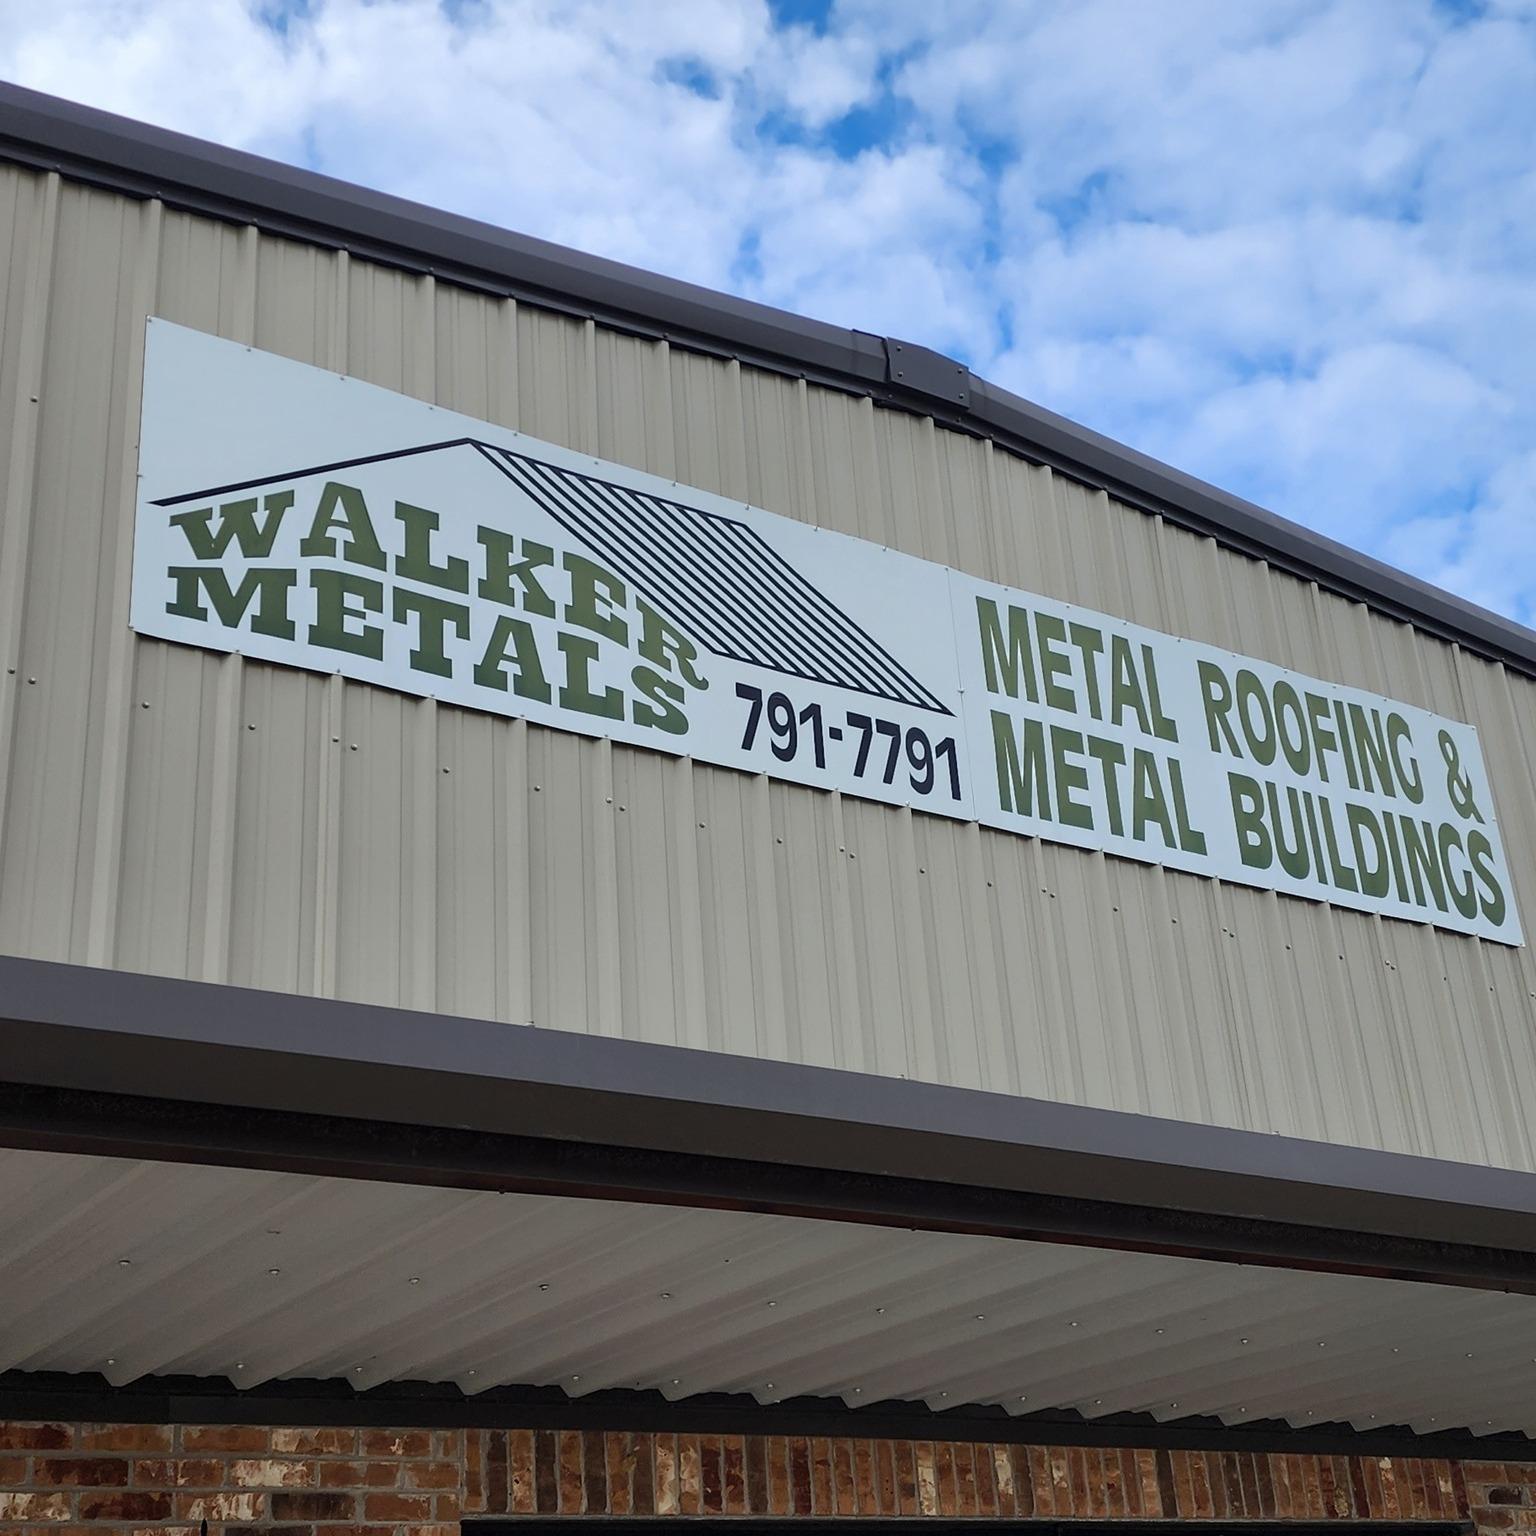 WALKER
METALS
791-7791
METAL ROOFING &
METAL BUILDINGS